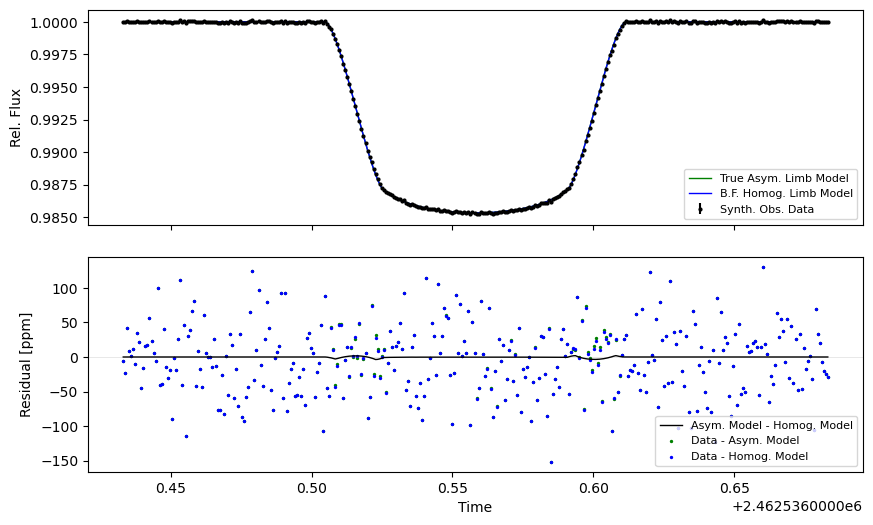 1.0000
0.9975
0.9950
0.9925
0.9900
0.9875
0.9850
Rel. Flux
True Asym. Limb Model
B.F. Homog. Limb Model
Synth. Obs. Data
100
50
0
−50
−100
−150
Residual [ppm]
Asym. Model - Homog. Model
Data - Asym. Model
Data - Homog. Model
0.45 0.50 0.55 0.60 0.65
Time
+2.4625360000e6